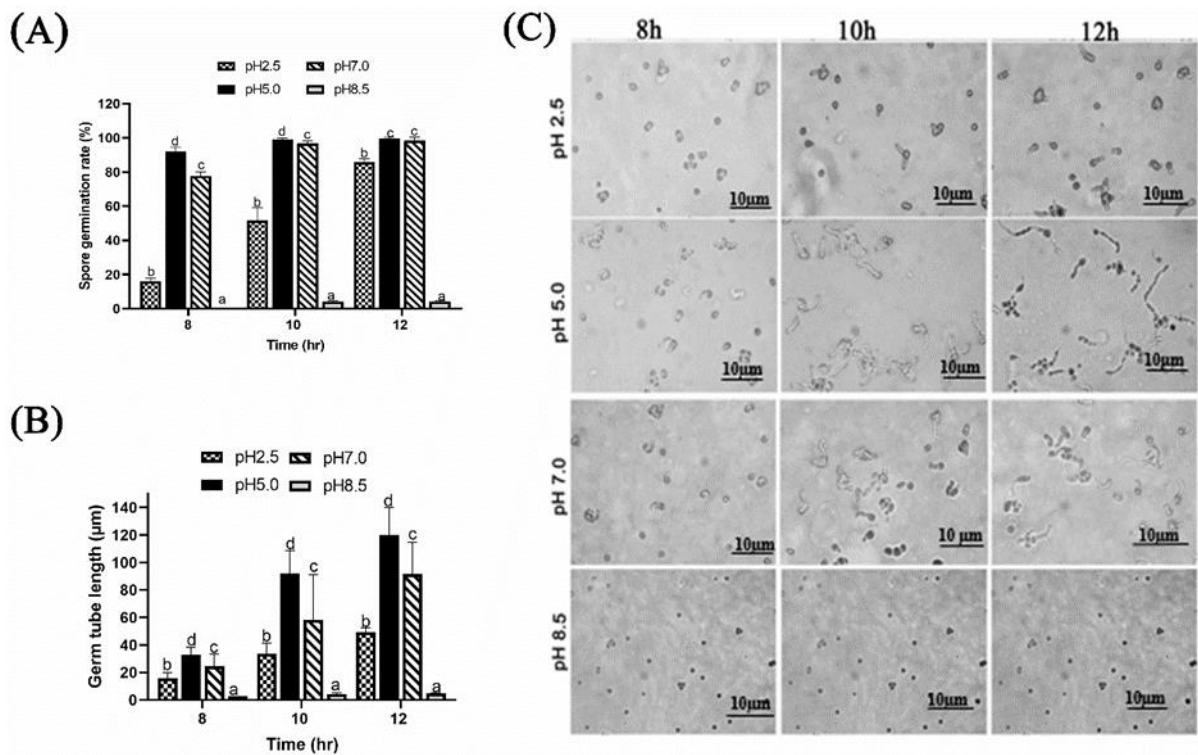 (A)
pH2.5 pH7.0
pH5.0 pH8.5
Spore germination rate (%)
120
100
80
60
40
20
0
b d c a
b d c a
b c c a
8 10 12
Time (hr)
(B)
pH2.5 pH7.0
pH5.0 pH8.5
Germ tube length (µm)
140
120
100
80
60
40
20
0
b d c a
b d c a
b d c a
8 10 12
Time (hr)
(C)
8h 10h 12h
pH 2.5
10µm 10µm 10µm
pH 5.0
10µm 10µm 10µm
pH 7.0
10µm 10 µm 10µm
pH 8.5
10µm 10µm 10µm